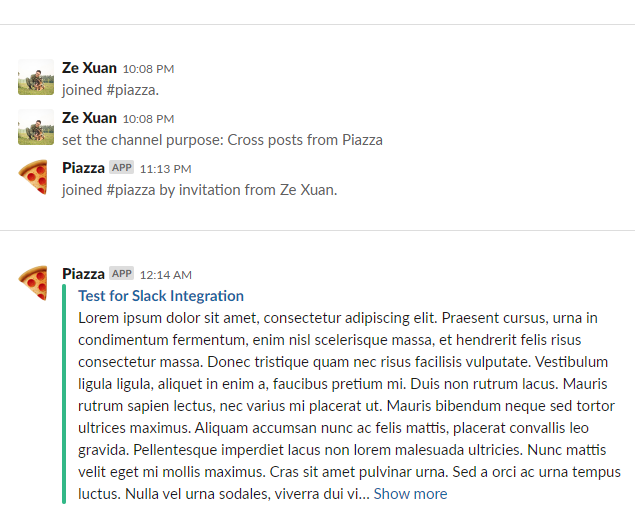 Ze Xuan 10:08 PM
joined #piazza.
Ze Xuan 10:08 PM
set the channel purpose: Cross posts from Piazza
Piazza APP 11:13 PM
joined #piazza by invitation from Ze Xuan.
Piazza APP 12:14 AM
Test for Slack Integration
Lorem ipsum dolor sit amet, consectetur adipiscing elit. Praesent cursus, urna in
condimentum fermentum, enim nisl scelerisque massa, et hendrerit felis risus
consectetur massa. Donec tristique quam nec risus facilisis vulputate. Vestibulum
ligula ligula, aliquet in enim a, faucibus pretium mi. Duis non rutrum lacus. Mauris
rutrum sapien lectus, nec varius mi placerat ut. Mauris bibendum neque sed tortor
ultrices maximus. Aliquam accumsan nunc ac felis mattis, placerat convallis leo
gravida. Pellentesque imperdiet lacus non lorem malesuada ultricies. Nunc mattis
velit eget mi mollis maximus. Cras sit amet pulvinar urna. Sed a orci ac urna tempus
luctus. Nulla vel urna sodales, viverra dui vi... Show more